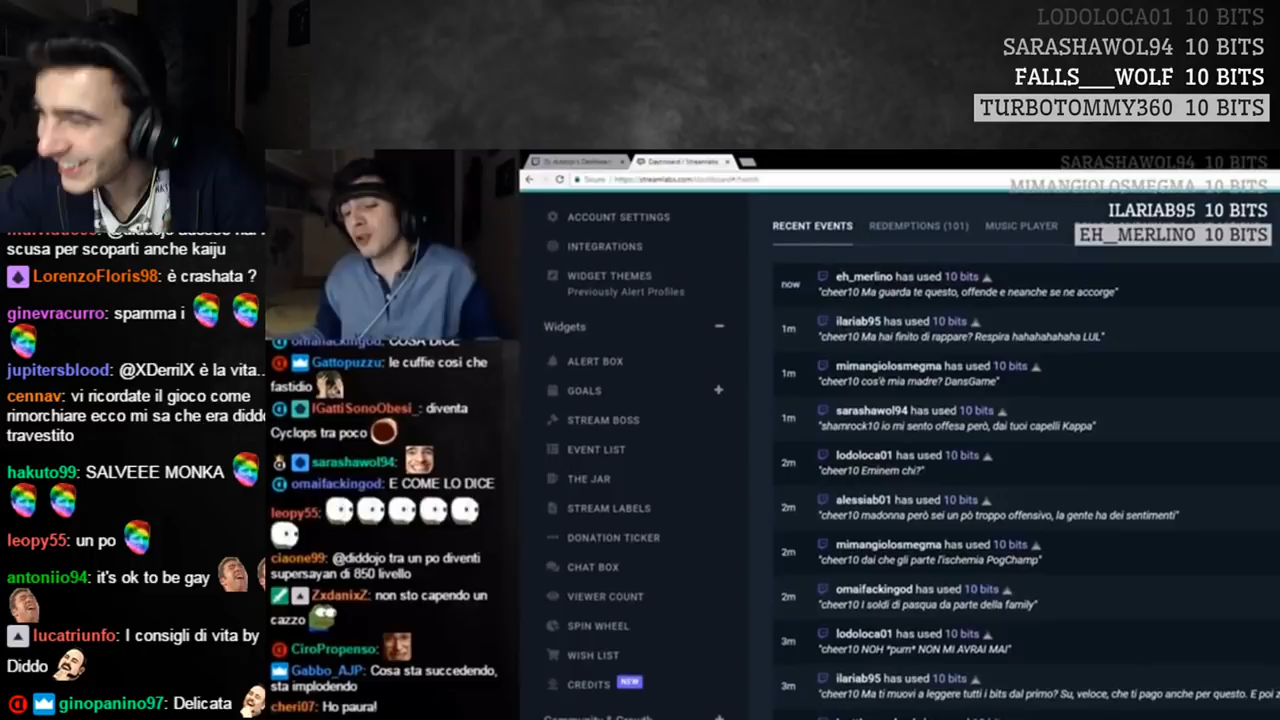 LODOLOCA01 10 BITS
SARASHAWOL94 10 BITS
FALLS___WOLF 10 BITS
TURBOTOMMY360 10 BITS
scusa per scoparti anche kaiju
LorenzoFloris98: è crashata ?
ginevracurro: spamma i
jupitersblood: @XDerrilX è la vita..
cennav: vi ricordate il gioco come
rimorchiare ecco mi sa che era diddo
travestito
hakuto99: SALVEEE MONKA
leopy55: un po
antoniio94: it's ok to be gay
lucatriunfo: I consigli di vita by
Diddo
ginopanino97: Delicata
omaifackingod: COSA DICE
Gattopuzzu: le cuffie cosi che
fastidio
IGattiSonoObesi_: diventa
Cyclops tra poco
sarashawol94:
omaifackingod: E COME LO DICE
leopy55:
ciaone99: @diddojo tra un po diventi
supersayan di 850 livello
ZxdanixZ: non sto capendo un
cazzo
CiroPropenso:
Gabbo_AJP: Cosa sta succedendo,
sta implodendo
cheri07: Ho paura!
Dashboard / Streamlabs
SARASHAWOL94 10 BITS
MIMANGIOLOSMEGMA 10 BITS
ILARIAB95 10 BITS
EH__MERLINO 10 BITS
ACCOUNT SETTINGS
INTEGRATIONS
WIDGET THEMES
Previously Alert Profiles
Widgets
ALERT BOX
GOALS
STREAM BOSS
EVENT LIST
THE JAR
STREAM LABELS
DONATION TICKER
CHAT BOX
VIEWER COUNT
SPIN WHEEL
WISH LIST
CREDITS NEW
RECENT EVENTS REDEMPTIONS (101) MUSIC PLAYER
now eh_merlino has used 10 bits
"cheer10 Ma guarda te questo, offende e neanche se ne accorge"
1m ilariab95 has used 10 bits
"cheer10 Ma hai finito di rappare? Respira hahahahahaha LUL"
1m mimangiolosmegma has used 10 bits
"cheer10 cos'è mia madre? DansGame"
1m sarashawol94 has used 10 bits
"shamrock10 io mi sento offesa però, dai tuoi capelli Kappa"
2m lodoloca01 has used 10 bits
"cheer10 Eminem chi?"
2m alessiab01 has used 10 bits
"cheer10 madonna però sei un pò troppo offensivo, la gente ha dei sentimenti"
2m mimangiolosmegma has used 10 bits
"cheer10 dai che gli parte l'ischemia PogChamp"
2m omaifackingod has used 10 bits
"cheer10 I soldi di pasqua da parte della family"
3m lodoloca01 has used 10 bits
"cheer10 NOH *pum* NON MI AVRAI MAI"
3m ilariab95 has used 10 bits
"cheer10 Ma ti muovi a leggere tutti i bits dal primo? Su, veloce, che ti pago anche per questo. E poi